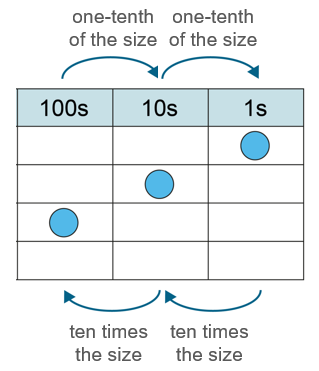 one-tenth one-tenth
of the size of the size
100s 10s 1s
ten times ten times
the size the size